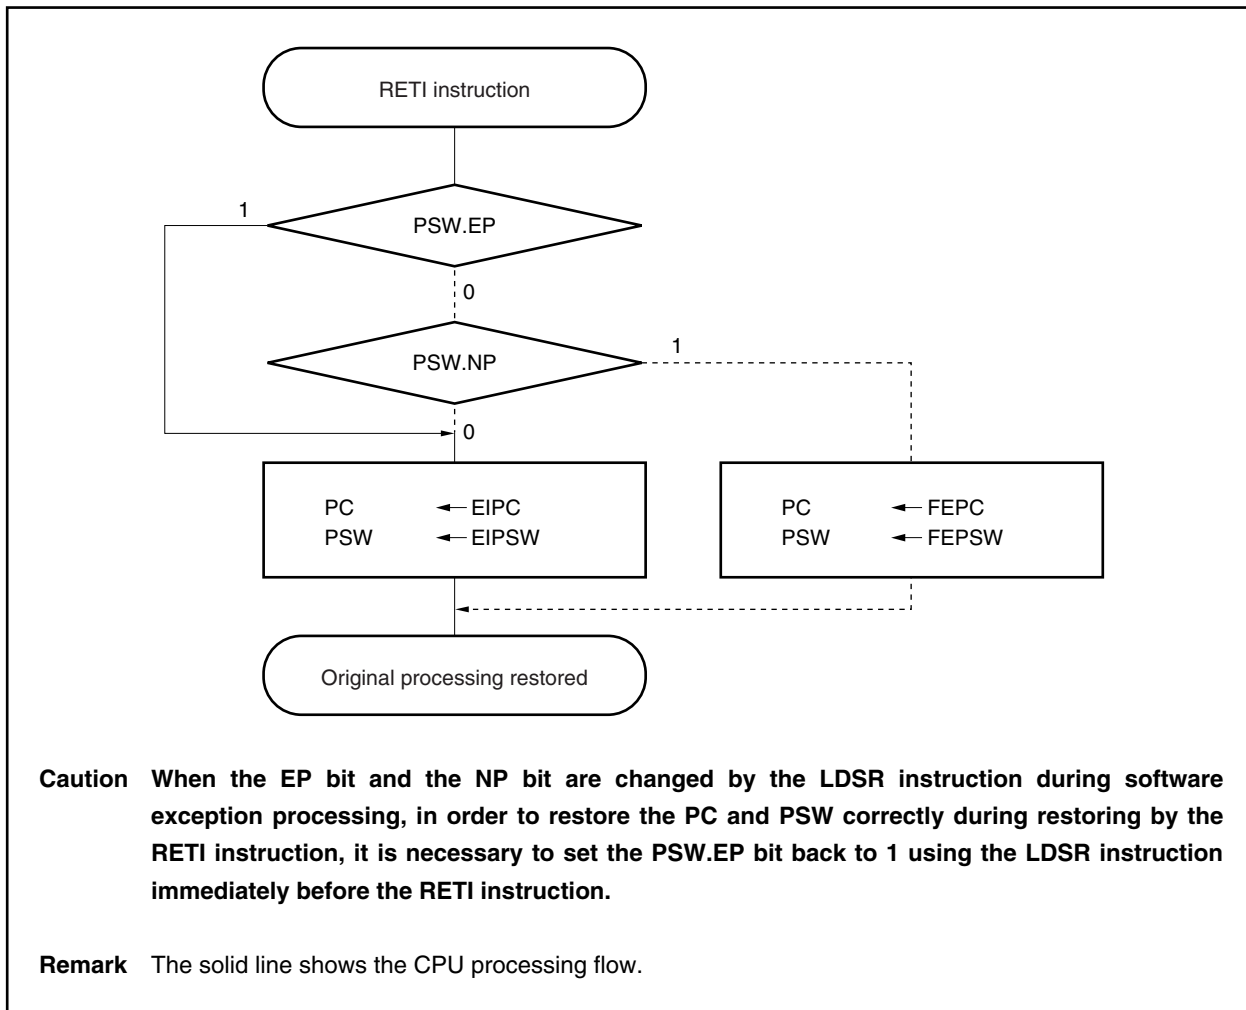 RETI instruction
1
PSW.EP
0
1
PSW.NP
0
PC ← EIPC
PSW ← EIPSW
PC ← FEPC
PSW ← FEPSW
Original processing restored
Caution When the EP bit and the NP bit are changed by the LDSR instruction during software
exception processing, in order to restore the PC and PSW correctly during restoring by the
RETI instruction, it is necessary to set the PSW.EP bit back to 1 using the LDSR instruction
immediately before the RETI instruction.
Remark The solid line shows the CPU processing flow.